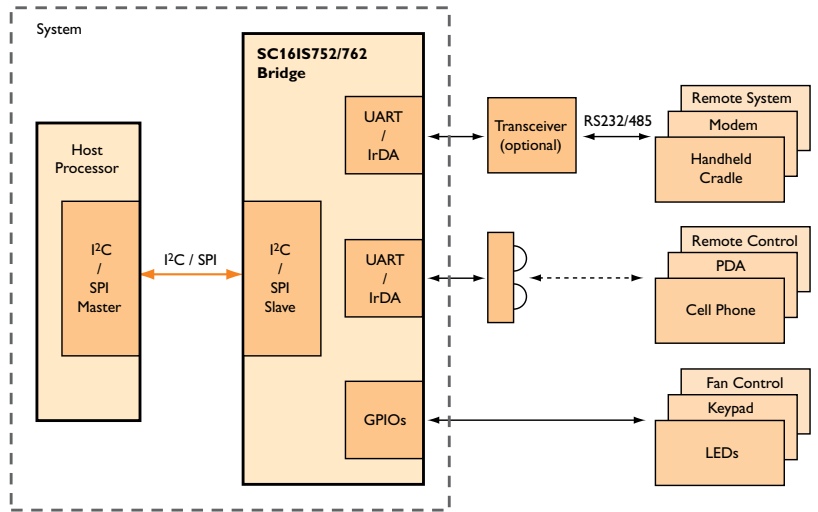 System
SC16IS752/762
Bridge
Host
Processor
I²C
/
SPI
Master
I²C / SPI
I²C
/
SPI
Slave
UART
/
IrDA
UART
/
IrDA
GPIOs
Transceiver
(optional)
RS232/485
Remote System
Modem
Handheld
Cradle
Remote Control
PDA
Cell Phone
Fan Control
Keypad
LEDs